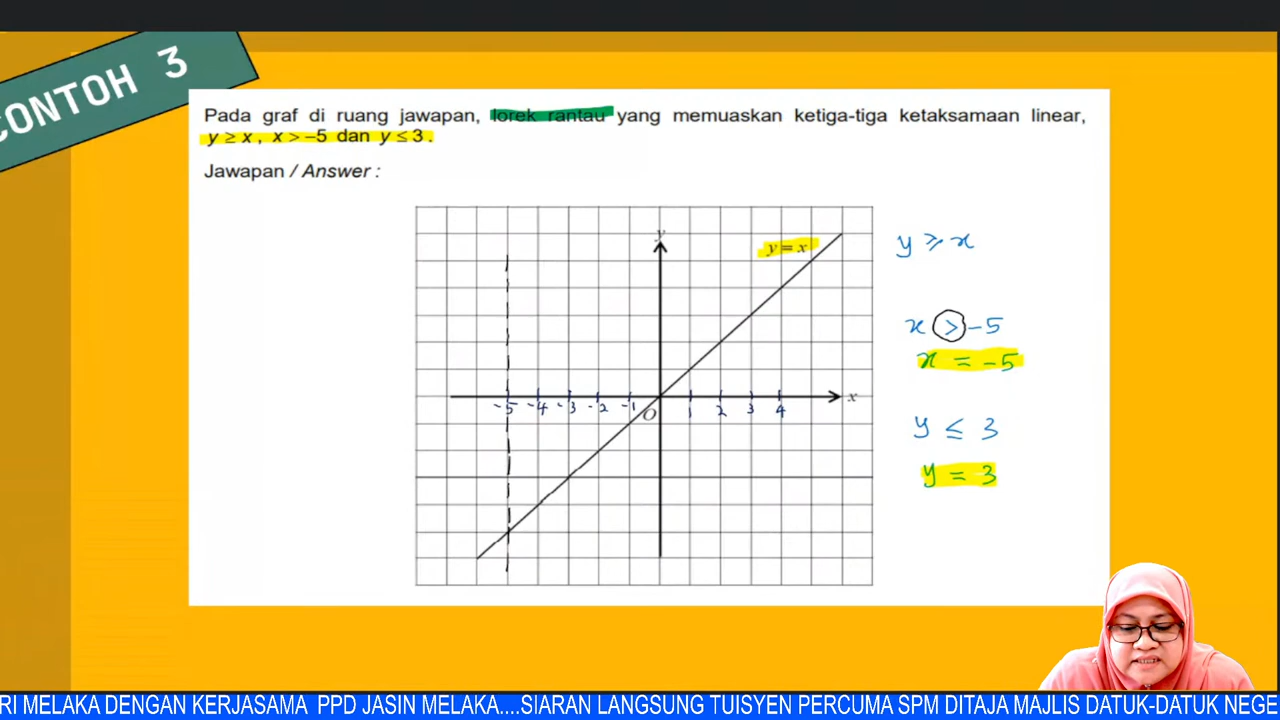 CONTOH 3
Pada graf di ruang jawapan, lorek rantau yang memuaskan ketiga-tiga ketaksamaan linear,
y ≥ x , x > –5 dan y ≤ 3 .
Jawapan / Answer :
y
y = x
y ≥ x
x > -5
x = -5
-5 -4 -3 -2 -1 O 1 2 3 4 x
y ≤ 3
y = 3
RI MELAKA DENGAN KERJASAMA PPD JASIN MELAKA....SIARAN LANGSUNG TUISYEN PERCUMA SPM DITAJA MAJLIS DATUK-DATUK NEGE